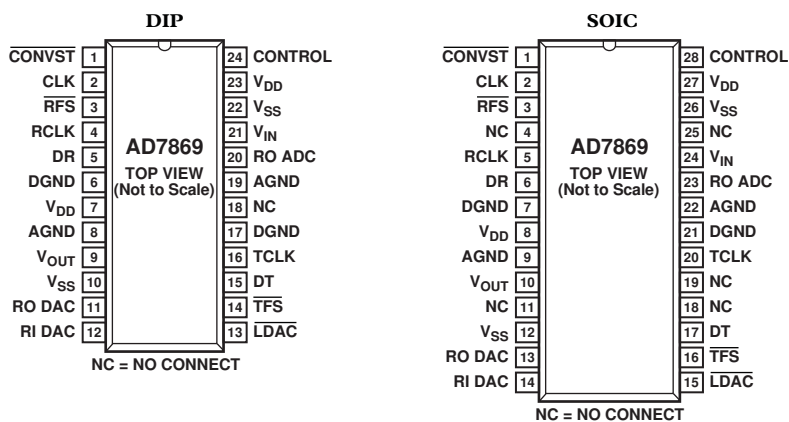 DIP
CONVST 1 24 CONTROL
CLK 2 23 VDD
RFS 3 22 VSS
RCLK 4 21 VIN
DR 5 20 RO ADC
DGND 6 19 AGND
VDD 7 18 NC
AGND 8 17 DGND
VOUT 9 16 TCLK
VSS 10 15 DT
RO DAC 11 14 TFS
RI DAC 12 13 LDAC
AD7869
TOP VIEW
(Not to Scale)
NC = NO CONNECT
SOIC
CONVST 1 28 CONTROL
CLK 2 27 VDD
RFS 3 26 VSS
NC 4 25 NC
RCLK 5 24 VIN
DR 6 23 RO ADC
DGND 7 22 AGND
VDD 8 21 DGND
AGND 9 20 TCLK
VOUT 10 19 NC
NC 11 18 NC
VSS 12 17 DT
RO DAC 13 16 TFS
RI DAC 14 15 LDAC
AD7869
TOP VIEW
(Not to Scale)
NC = NO CONNECT